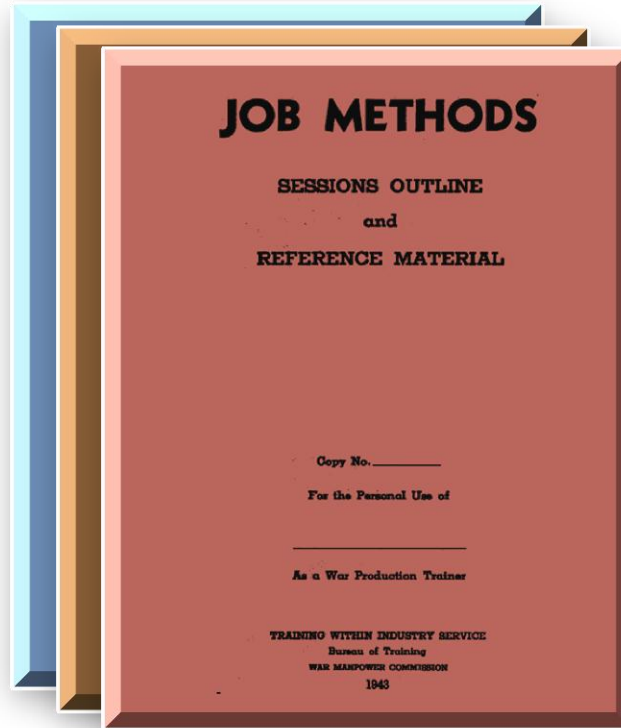 JOB METHODS
SESSIONS OUTLINE
and
REFERENCE MATERIAL
Copy No.
For the Personal Use of
As a War Production Trainer
TRAINING WITHIN INDUSTRY SERVICE
Bureau of Training
WAR MANPOWER COMMISSION
1943